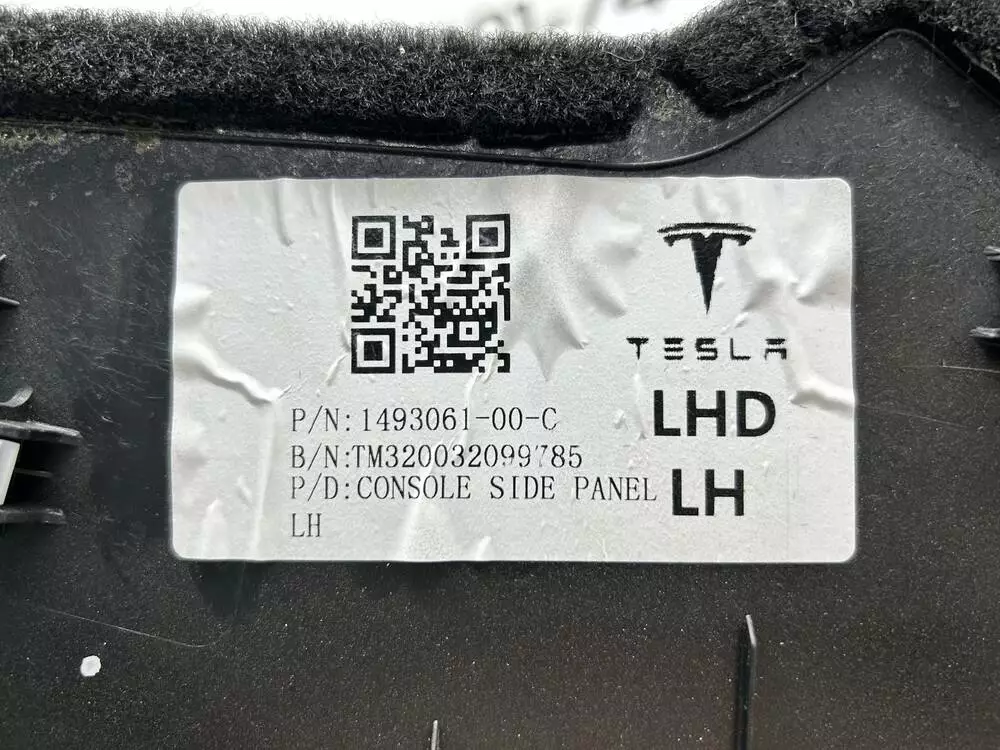 TESLA
P/N:1493061-00-C
LHD
B/N:TM320032099785
P/D:CONSOLE SIDE PANEL
LH
LH